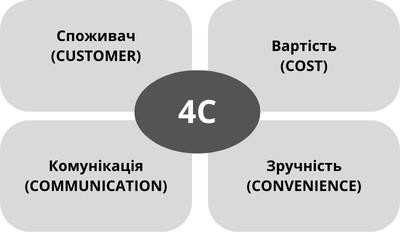 Споживач
(CUSTOMER)
Вартість
(COST)
4C
Комунікація
(COMMUNICATION)
Зручність
(CONVENIENCE)